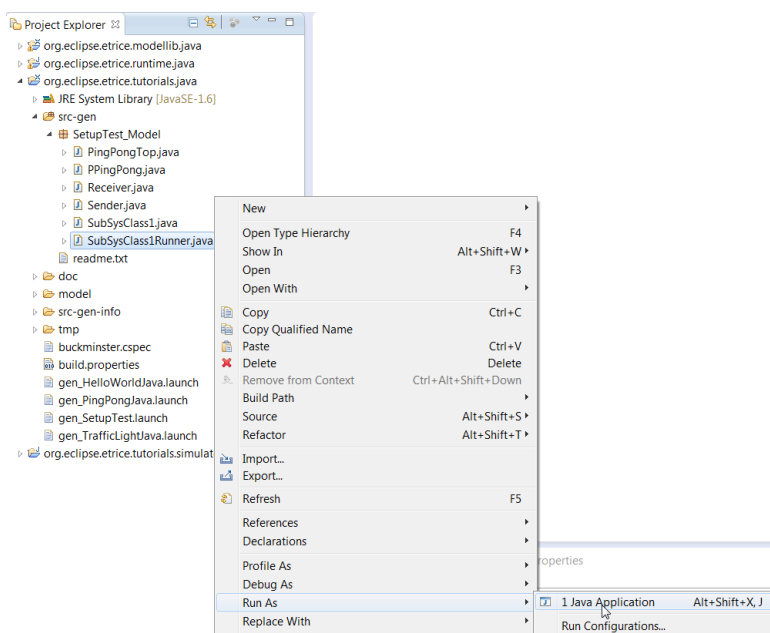 Project Explorer
org.eclipse.etrice.modellib.java
org.eclipse.etrice.runtime.java
org.eclipse.etrice.tutorials.java
JRE System Library [JavaSE-1.6]
src-gen
SetupTest_Model
PingPongTop.java
PPingPong.java
Receiver.java
Sender.java
SubSysClass1.java
SubSysClass1Runner.java
readme.txt
doc
model
src-gen-info
tmp
buckminster.cspec
build.properties
gen_HelloWorldJava.launch
gen_PingPongJava.launch
gen_SetupTest.launch
gen_TrafficLightJava.launch
org.eclipse.etrice.tutorials.simulat
New
Open Type Hierarchy F4
Show In Alt+Shift+W
Open F3
Open With
Copy Ctrl+C
Copy Qualified Name
Paste Ctrl+V
Delete Delete
Remove from Context Ctrl+Alt+Shift+Down
Build Path
Source Alt+Shift+S
Refactor Alt+Shift+T
Import...
Export...
Refresh F5
References
Declarations
Profile As
Debug As
Run As
Replace With
roperties
1 Java Application Alt+Shift+X, J
Run Configurations...